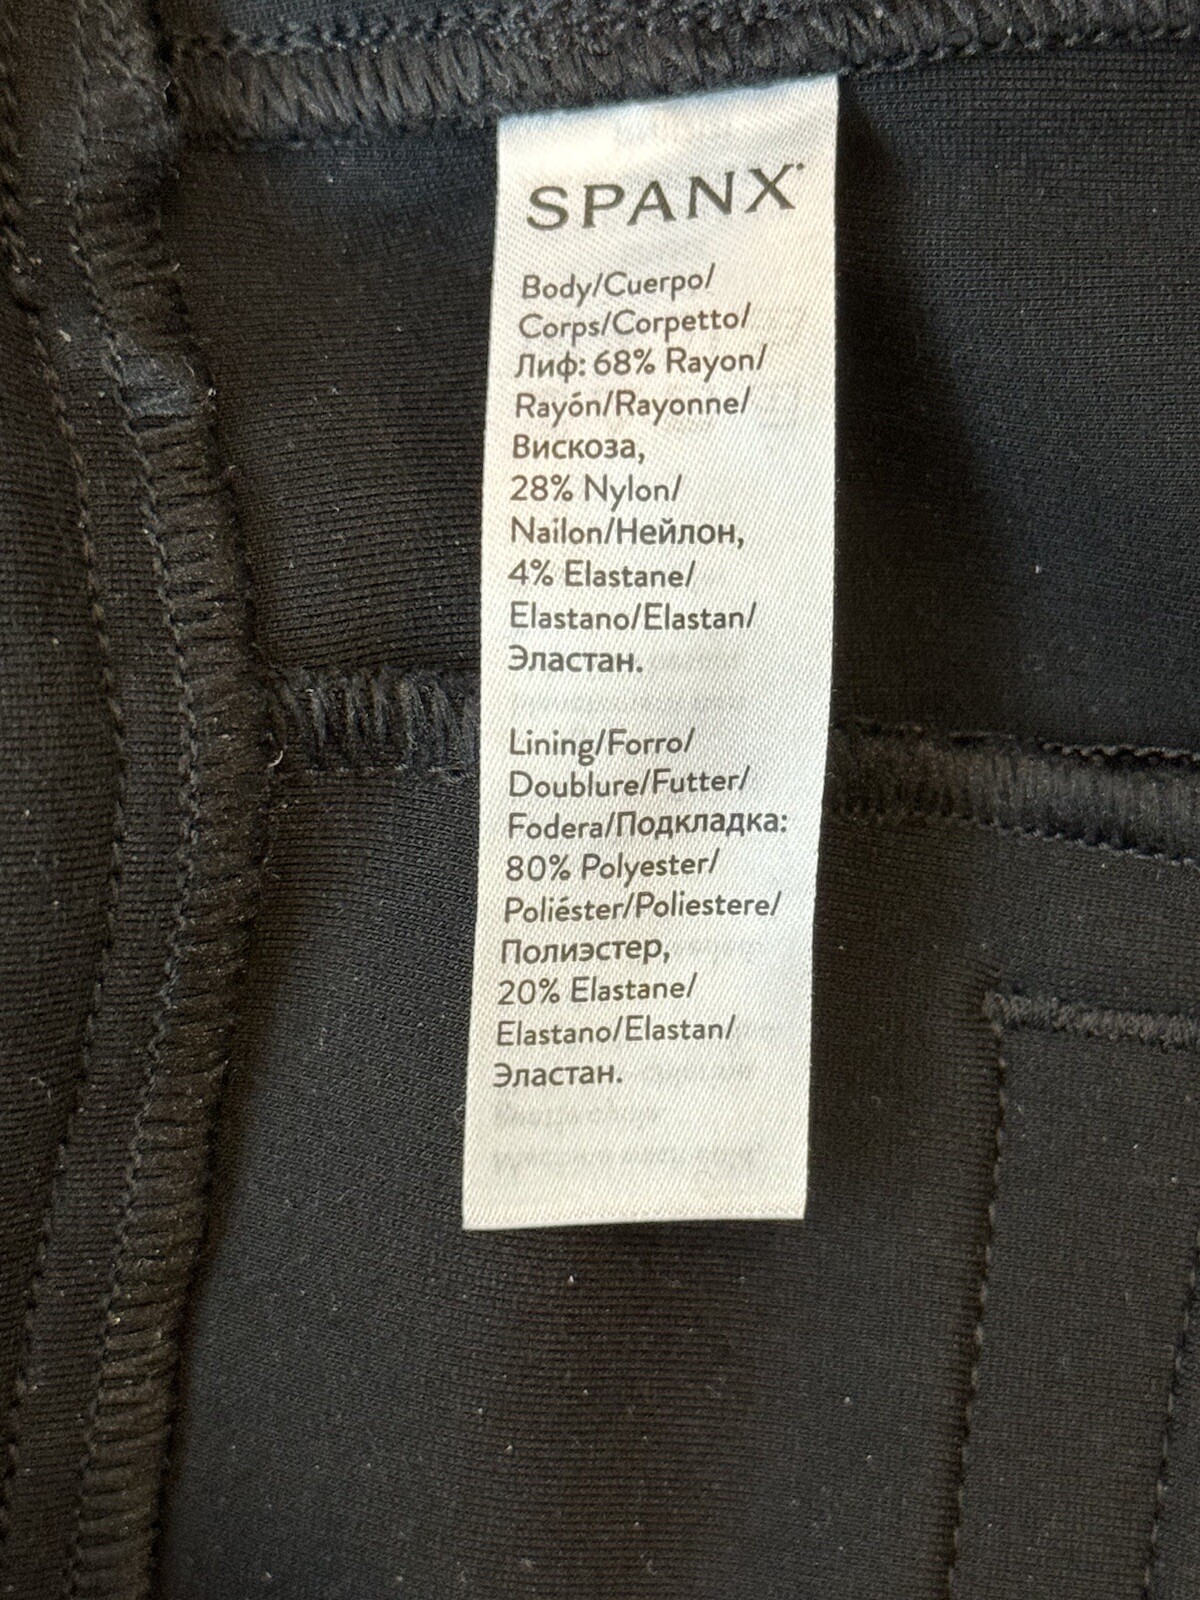 SPANX
Body/Cuerpo/
Corps/Corpetto/
Лиф: 68% Rayon/
Rayón/Rayonne/
Вискоза,
28% Nylon/
Nailon/Нейлон,
4% Elastane/
Elastano/Elastan/
Эластан.
Lining/Forro/
Doublure/Futter/
Fodera/Подкладка:
80% Polyester/
Poliéster/Poliestere/
Полиэстер,
20% Elastane/
Elastano/Elastan/
Эластан.